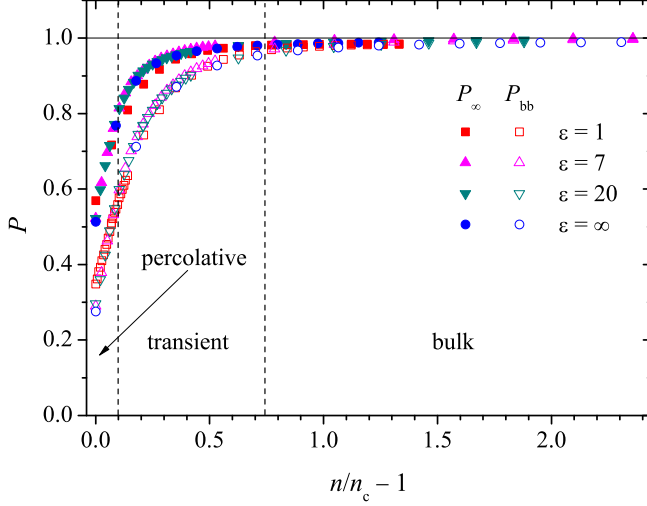 1.0
0.8
0.6
0.4
0.2
0.0
P
P∞ Pbb
ε = 1
ε = 7
ε = 20
ε = ∞
percolative
transient
bulk
0.0 0.5 1.0 1.5 2.0
n/nc − 1